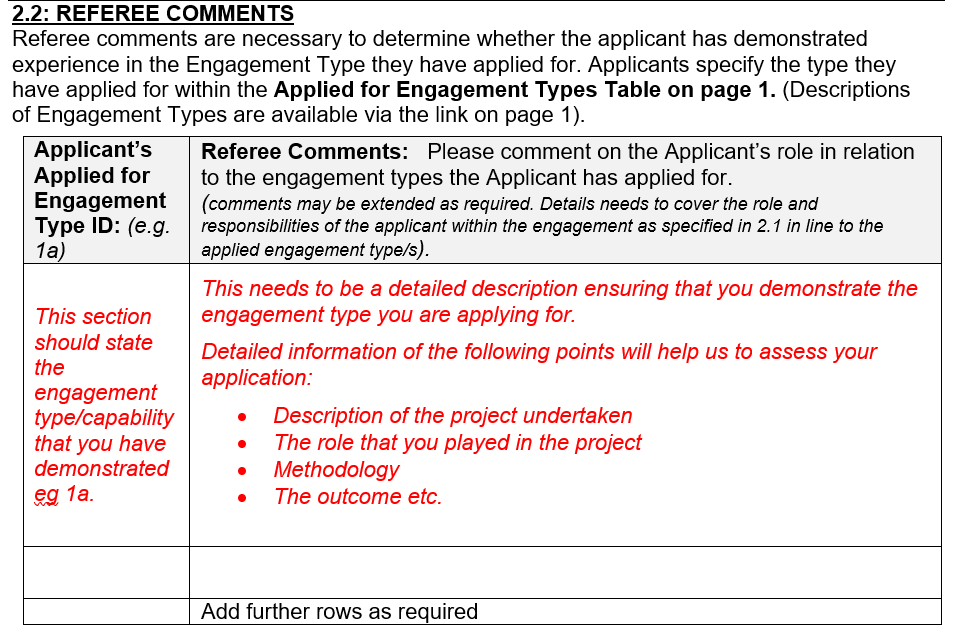 2.2: REFEREE COMMENTS
Referee comments are necessary to determine whether the applicant has demonstrated
experience in the Engagement Type they have applied for. Applicants specify the type they
have applied for within the Applied for Engagement Types Table on page 1. (Descriptions
of Engagement Types are available via the link on page 1).
Applicant's
Applied for
Engagement
Type ID: (e.g.
1a)
Referee Comments: Please comment on the Applicant's role in relation
to the engagement types the Applicant has applied for.
(comments may be extended as required. Details needs to cover the role and
responsibilities of the applicant within the engagement as specified in 2.1 in line to the
applied engagement type/s).
This section
should state
the
engagement
type/capability
that you have
demonstrated
eg 1a.
This needs to be a detailed description ensuring that you demonstrate the
engagement type you are applying for.
Detailed information of the following points will help us to assess your
application:
• Description of the project undertaken
• The role that you played in the project
• Methodology
• The outcome etc.
Add further rows as required